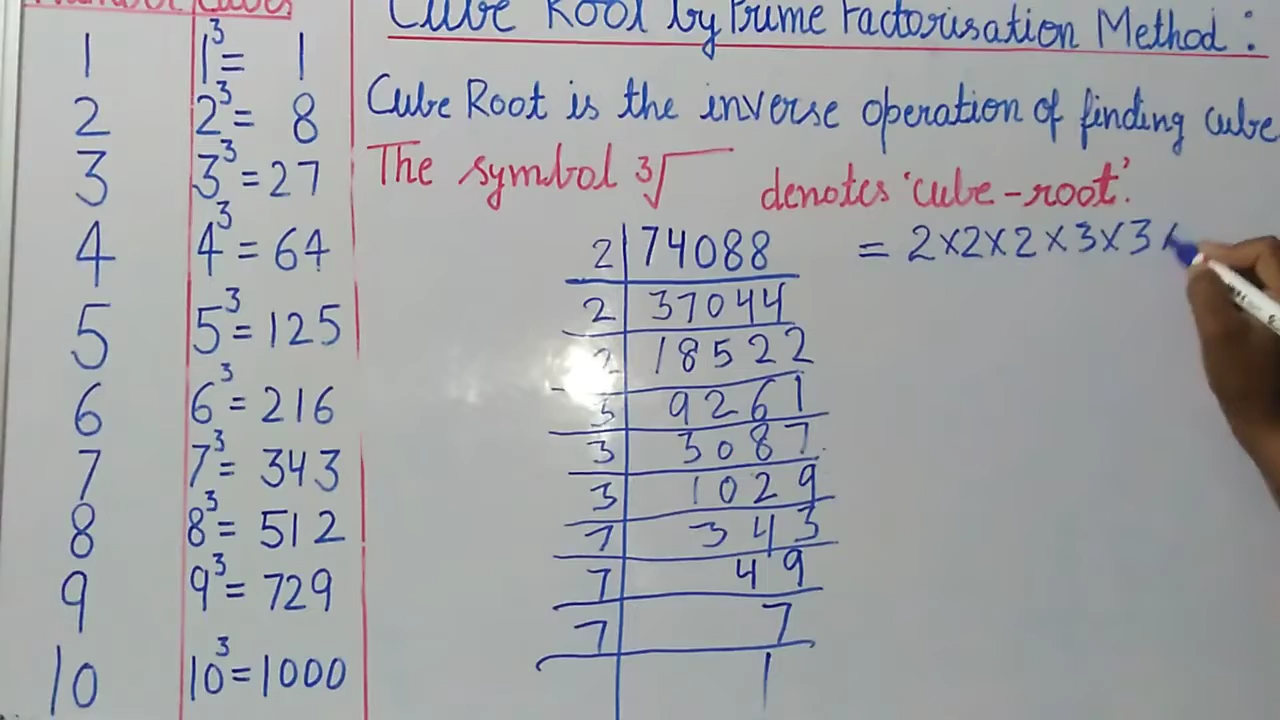 Cubes
1 1³ = 1
2 2³ = 8
3 3³ = 27
4 4³ = 64
5 5³ = 125
6 6³ = 216
7 7³ = 343
8 8³ = 512
9 9³ = 729
10 10³ = 1000
Cube Root by Prime Factorisation Method :
Cube Root is the inverse operation of finding cube
The symbol ³√ denotes 'cube-root'.
2 74088 = 2×2×2×3×3×
2 37044
2 18522
3 9261
3 3087
3 1029
7 343
7 49
7 7
1